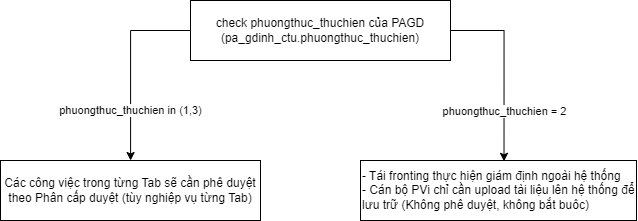 check phuongthuc_thuchien của PAGD
(pa_gdinh_ctu.phuongthuc_thuchien)
phuongthuc_thuchien in (1,3)
phuongthuc_thuchien = 2
Các công việc trong từng Tab sẽ cần phê duyệt
theo Phân cấp duyệt (tùy nghiệp vụ từng Tab)
- Tái fronting thực hiện giám định ngoài hệ thống
- Cán bộ PVi chỉ cần upload tài liệu lên hệ thống để
lưu trữ (Không phê duyệt, không bắt buôc)